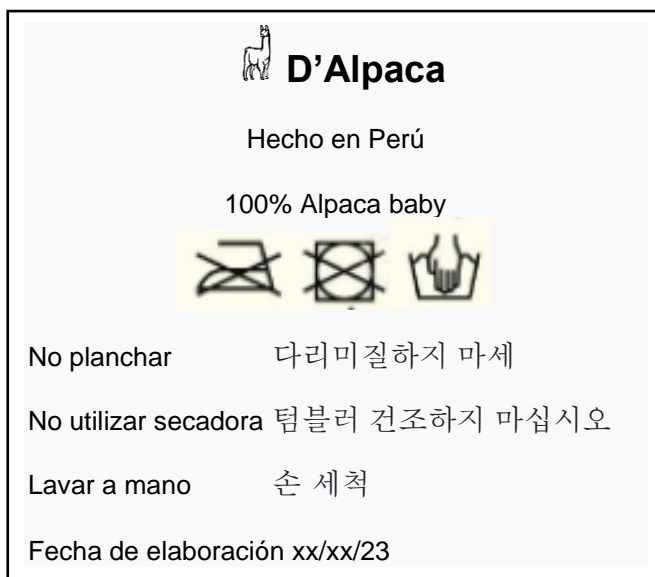 D’Alpaca
Hecho en Perú
100% Alpaca baby
No planchar 다리미질하지 마세
No utilizar secadora 텀블러 건조하지 마십시오
Lavar a mano 손 세척
Fecha de elaboración xx/xx/23